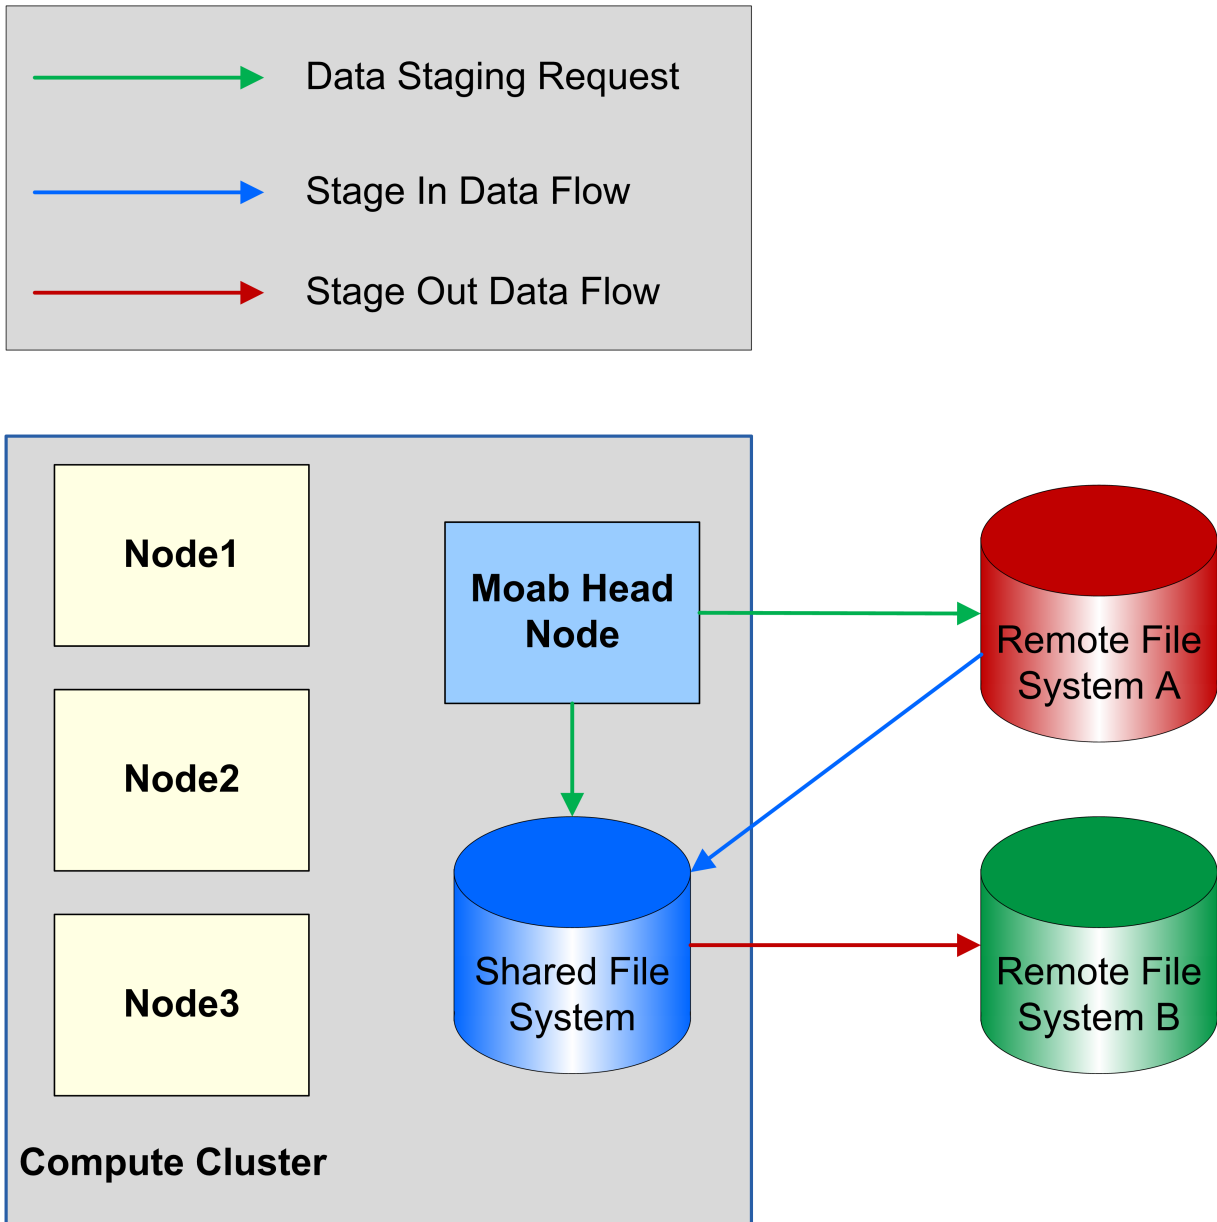 Data Staging Request
Stage In Data Flow
Stage Out Data Flow
Node1
Moab Head
Node
Remote File
System A
Node2
Node3
Shared File
System
Remote File
System B
Compute Cluster